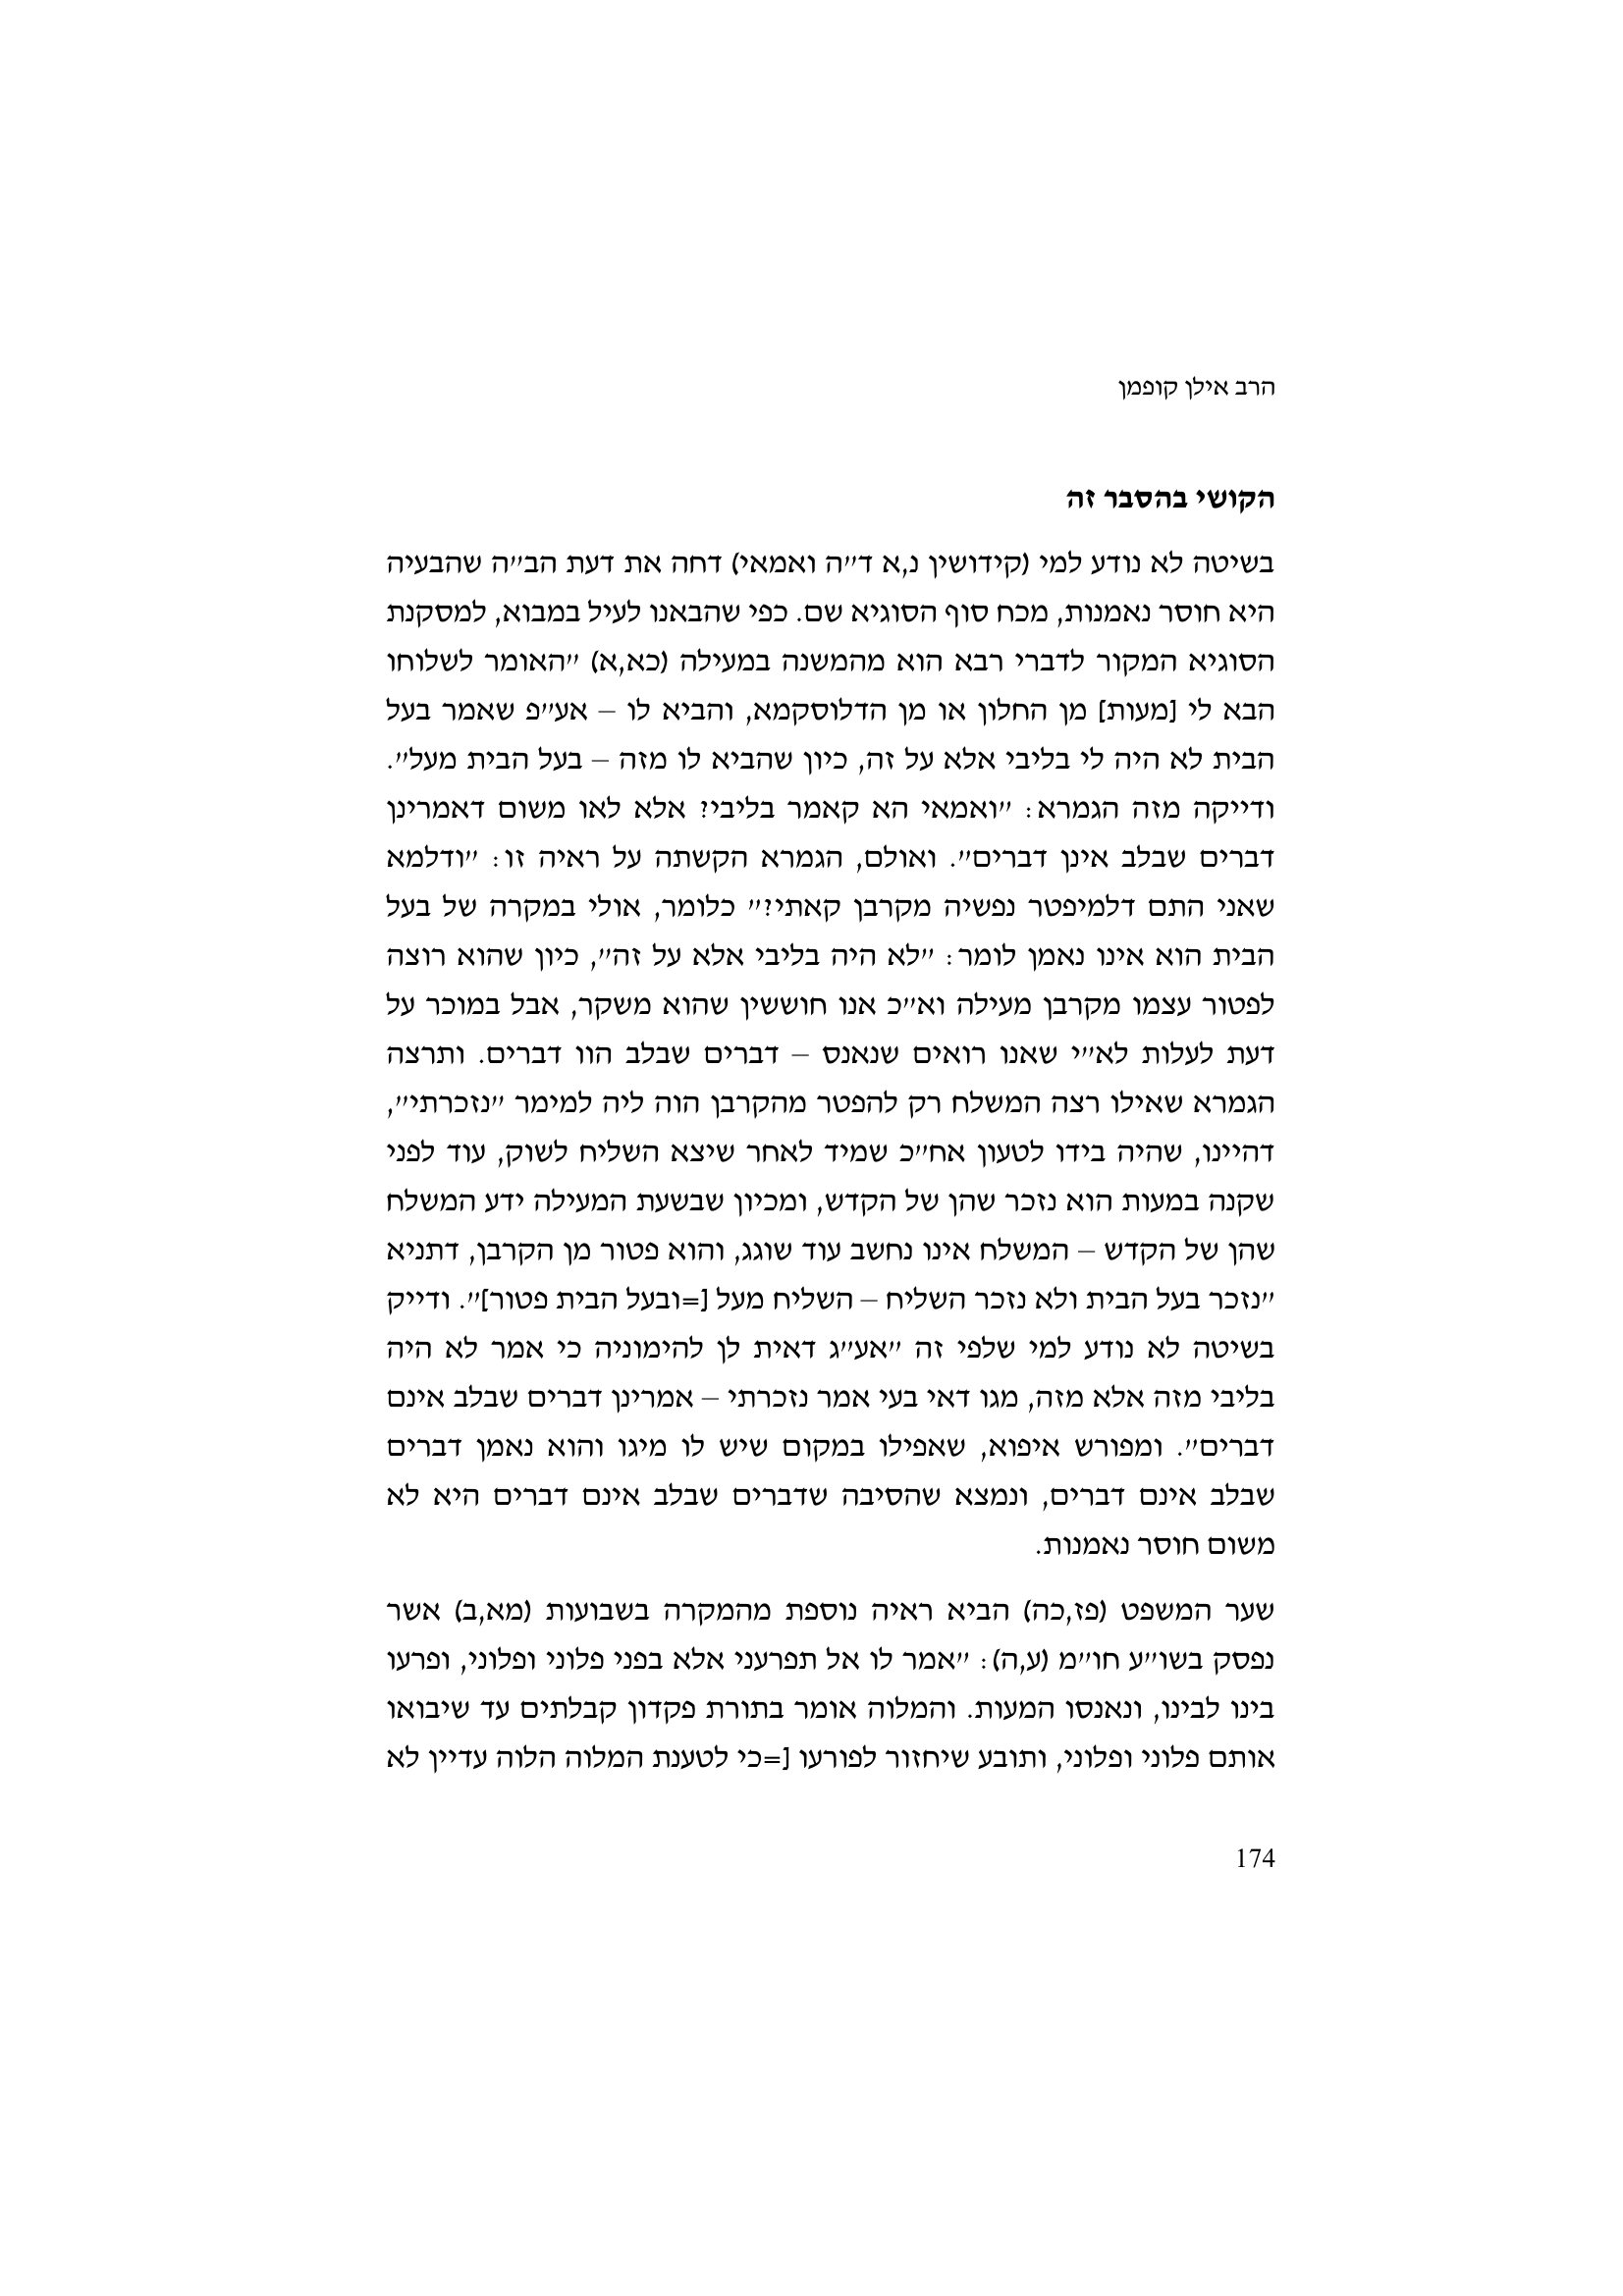 הרב אילן קופמן
הקושי בהסבר זה
בשיטה לא נודע למי (קידושין נ,א ד"ה ואמאי) דחה את דעת הב"ה שהבעיה
היא חוסר נאמנות, מכח סוף הסוגיא שם. כפי שהבאנו לעיל במבוא, למסקנת
הסוגיא המקור לדברי רבא הוא מהמשנה במעילה (כא,א) "האומר לשלוחו
הבא לי [מעות] מן החלון או מן הדלוסקמא, והביא לו – אע"פ שאמר בעל
הבית לא היה לי בליבי אלא על זה, כיון שהביא לו מזה – בעל הבית מעל".
ודייקה מזה הגמרא: "ואמאי הא קאמר בליבי? אלא לאו משום דאמרינן
דברים שבלב אינן דברים". ואולם, הגמרא הקשתה על ראיה זו: "ודלמא
שאני התם דלמיפטר נפשיה מקרבן קאתי?" כלומר, אולי במקרה של בעל
הבית הוא אינו נאמן לומר: "לא היה בליבי אלא על זה", כיון שהוא רוצה
לפטור עצמו מקרבן מעילה וא"כ אנו חוששין שהוא משקר, אבל במוכר על
דעת לעלות לא"י שאנו רואים שנאנס – דברים שבלב הוו דברים. ותרצה
הגמרא שאילו רצה המשלח רק להפטר מהקרבן הוה ליה למימר "נזכרתי",
דהיינו, שהיה בידו לטעון אח"כ שמיד לאחר שיצא השליח לשוק, עוד לפני
שקנה במעות הוא נזכר שהן של הקדש, ומכיון שבשעת המעילה ידע המשלח
שהן של הקדש – המשלח אינו נחשב עוד שוגג, והוא פטור מן הקרבן, דתניא
"נזכר בעל הבית ולא נזכר השליח – השליח מעל [=ובעל הבית פטור]". ודייק
בשיטה לא נודע למי שלפי זה "אע"ג דאית לן להימוניה כי אמר לא היה
בליבי מזה אלא מזה, מגו דאי בעי אמר נזכרתי – אמרינן דברים שבלב אינם
דברים". ומפורש איפוא, שאפילו במקום שיש לו מיגו והוא נאמן דברים
שבלב אינם דברים, ונמצא שהסיבה שדברים שבלב אינם דברים היא לא
משום חוסר נאמנות.
שער המשפט (פז,כה) הביא ראיה נוספת מהמקרה בשבועות (מא,ב) אשר
נפסק בשו"ע חו"מ (ע,ה): "אמר לו אל תפרעני אלא בפני פלוני ופלוני, ופרעו
בינו לבינו, ונאנסו המעות. והמלוה אומר בתורת פקדון קבלתים עד שיבואו
אותם פלוני ופלוני, ותובע שיחזור לפורעו [=כי לטענת המלוה הלוה עדיין לא
174